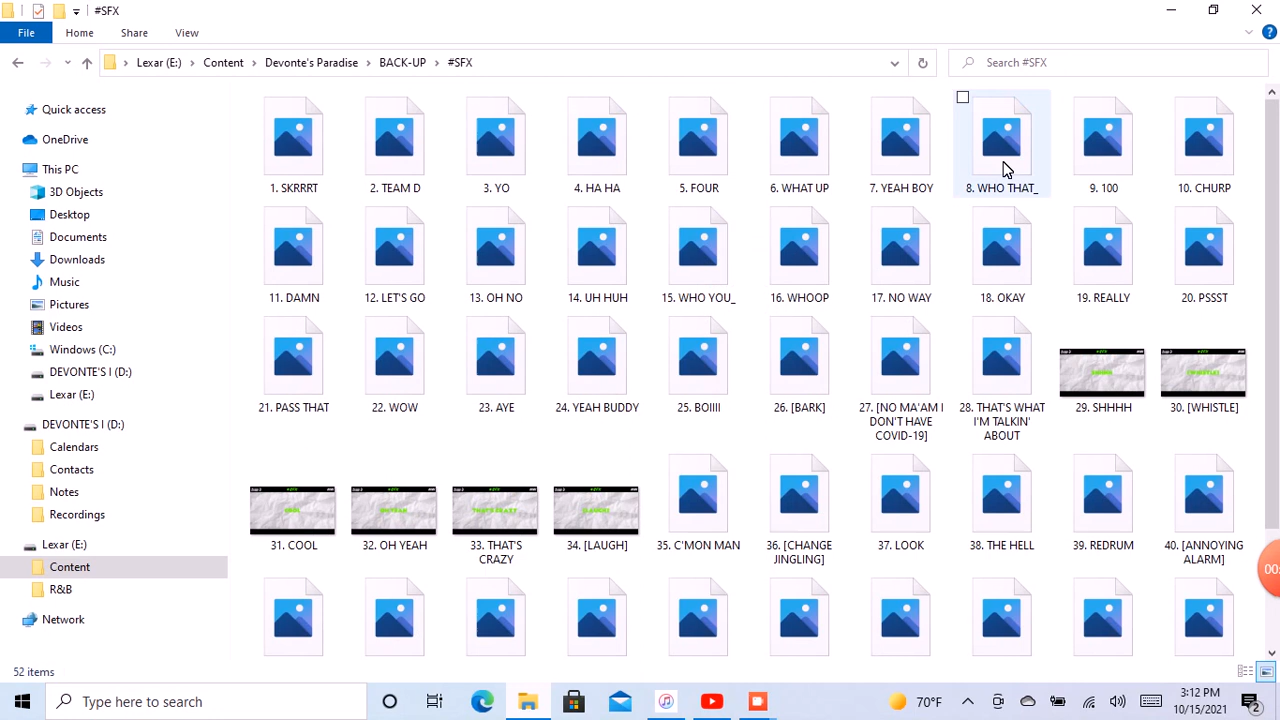 #SFX
File
Home
Share
View
Lexar (E:)
Content
Devonte's Paradise
BACK-UP
#SFX
Search #SFX
Quick access
OneDrive
This PC
3D Objects
Desktop
Documents
Downloads
Music
Pictures
Videos
Windows (C:)
DEVONTE'S I (D:)
Lexar (E:)
DEVONTE'S I (D:)
Calendars
Contacts
Notes
Recordings
Lexar (E:)
Content
R&B
Network
1. SKRRRT
2. TEAM D
3. YO
4. HA HA
5. FOUR
6. WHAT UP
7. YEAH BOY
8. WHO THAT_
9. 100
10. CHURP
11. DAMN
12. LET'S GO
13. OH NO
14. UH HUH
15. WHO YOU_
16. WHOOP
17. NO WAY
18. OKAY
19. REALLY
20. PSSST
21. PASS THAT
22. WOW
23. AYE
24. YEAH BUDDY
25. BOIIII
26. [BARK]
27. [NO MA'AM I
DON'T HAVE
COVID-19]
28. THAT'S WHAT
I'M TALKIN'
ABOUT
29. SHHHH
30. [WHISTLE]
31. COOL
32. OH YEAH
33. THAT'S
CRAZY
34. [LAUGH]
35. C'MON MAN
36. [CHANGE
JINGLING]
37. LOOK
38. THE HELL
39. REDRUM
40. [ANNOYING
ALARM]
00:
52 items
Type here to search
70°F
3:12 PM
10/15/2021
2